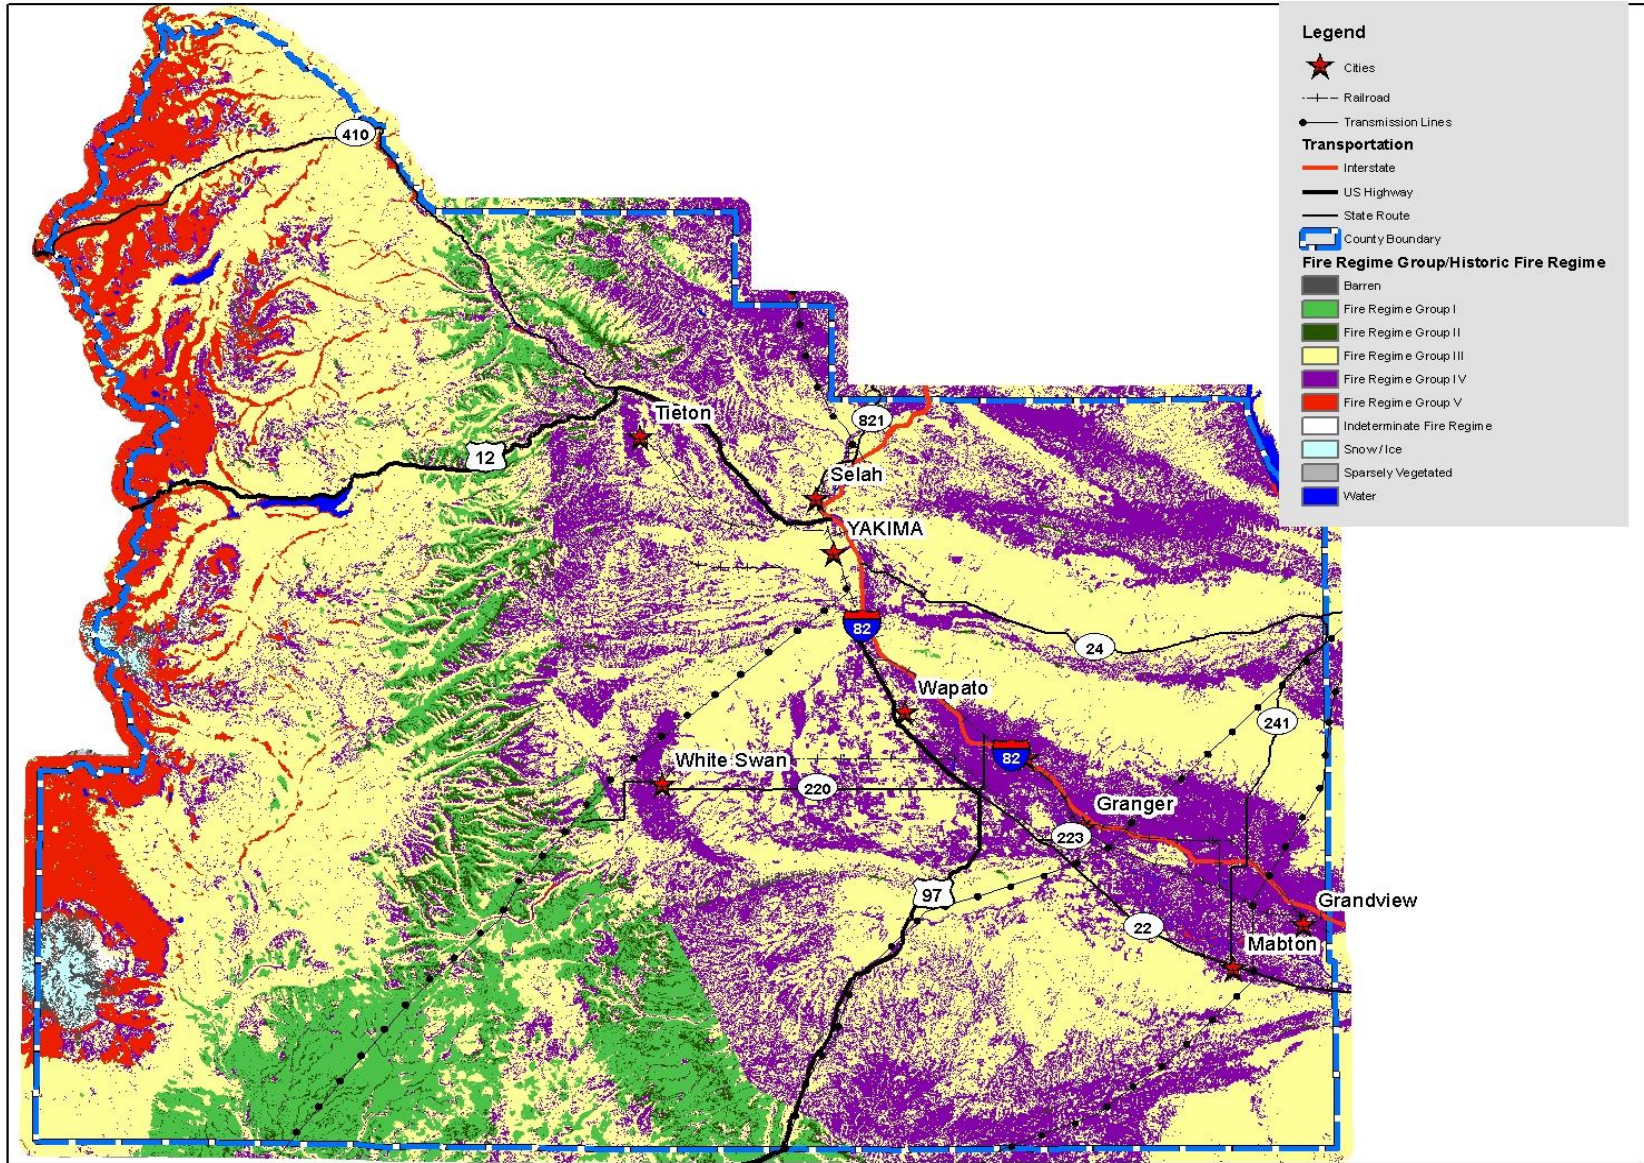 Legend
Cities
Railroad
Transmission Lines
Transportation
Interstate
US Highway
State Route
County Boundary
Fire Regime Group/Historic Fire Regime
Barren
Fire Regime Group I
Fire Regime Group II
Fire Regime Group III
Fire Regime Group IV
Fire Regime Group V
Indeterminate Fire Regime
Snow/Ice
Sparsely Vegetated
Water
410
Tieton
821
12
Selah
YAKIMA
82
24
Wapato
241
82
White Swan
220
Granger
223
97
Grandview
22
Mabton